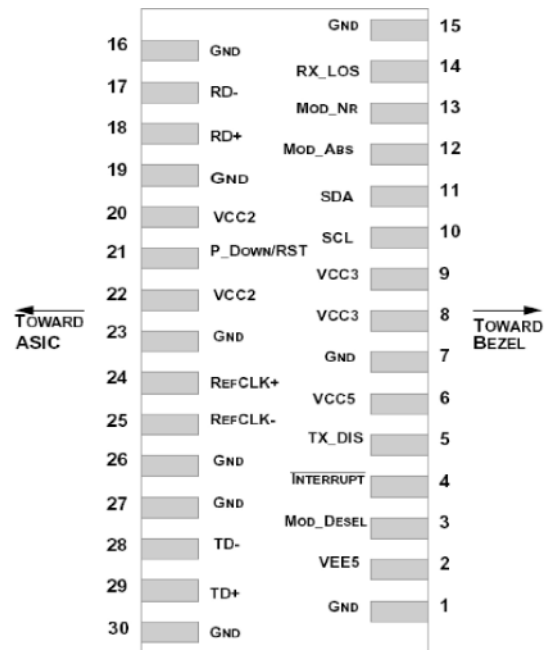 GND 15
16 GND
RX_LOS 14
17 RD-
MOD_NR 13
18 RD+
MOD_ABS 12
19 GND
SDA 11
20 VCC2
SCL 10
21 P_DOWN/RST
VCC3 9
22 VCC2
VCC3 8
TOWARD ASIC
TOWARD BEZEL
23 GND
GND 7
24 REFCLK+
VCC5 6
25 REFCLK-
TX_DIS 5
26 GND
INTERRUPT 4
27 GND
MOD_DESEL 3
28 TD-
VEE5 2
29 TD+
GND 1
30 GND